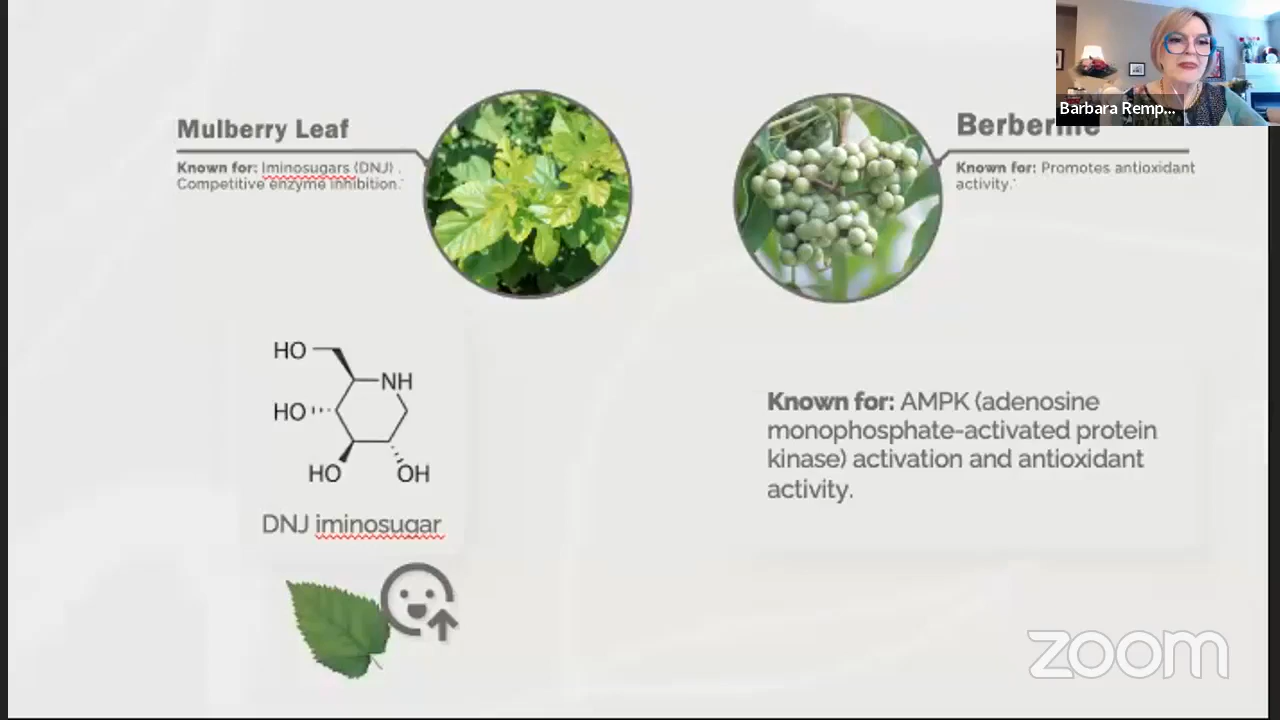 Mulberry Leaf
Known for: Iminosugars (DNJ) .
Competitive enzyme inhibition.*
Berberine
Known for: Promotes antioxidant
activity.*
Barbara Remp...
HO
NH
HO
HO
OH
DNJ iminosugar
Known for: AMPK (adenosine
monophosphate-activated protein
kinase) activation and antioxidant
activity.
zoom